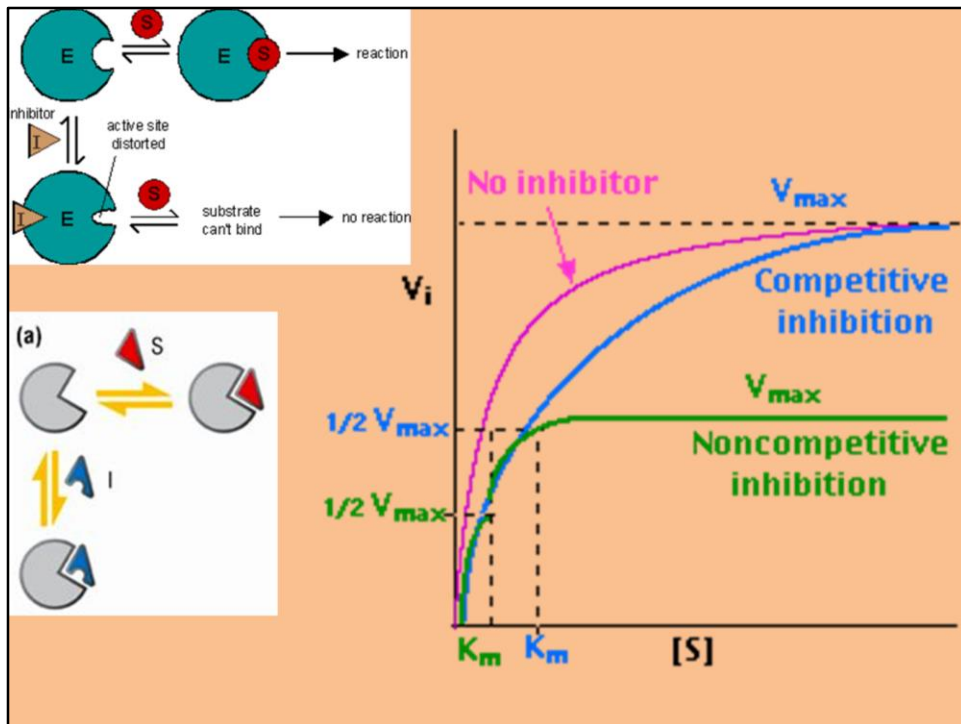 S
E
E
S
reaction
nhibitor
I
active site
distorted
S
I
E
substrate
can't bind
no reaction
(a)
S
I
No inhibitor
Vmax
Vi
Competitive
inhibition
Vmax
1/2 Vmax
Noncompetitive
inhibition
1/2 Vmax
Km
Km
[S]